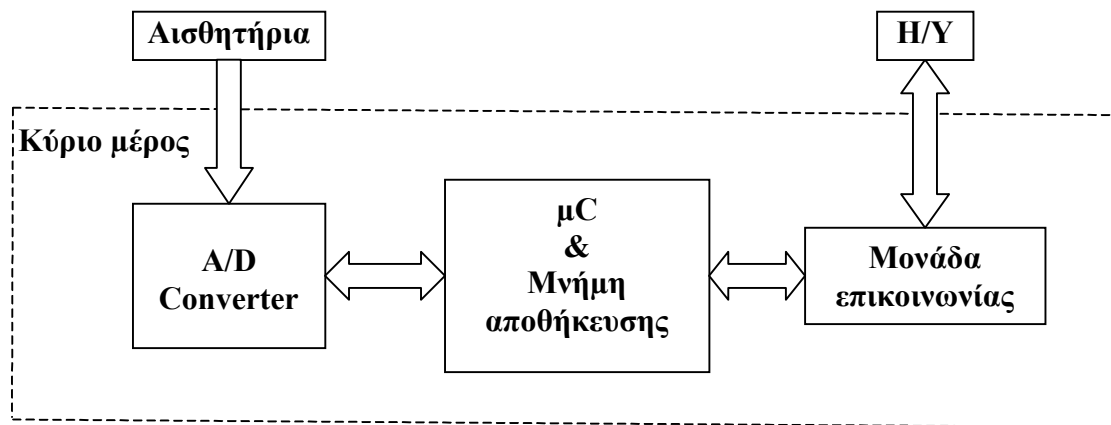 Αισθητήρια
Η/Υ
Κύριο μέρος
A/D
Converter
μC
&
Μνήμη
αποθήκευσης
Μονάδα
επικοινωνίας